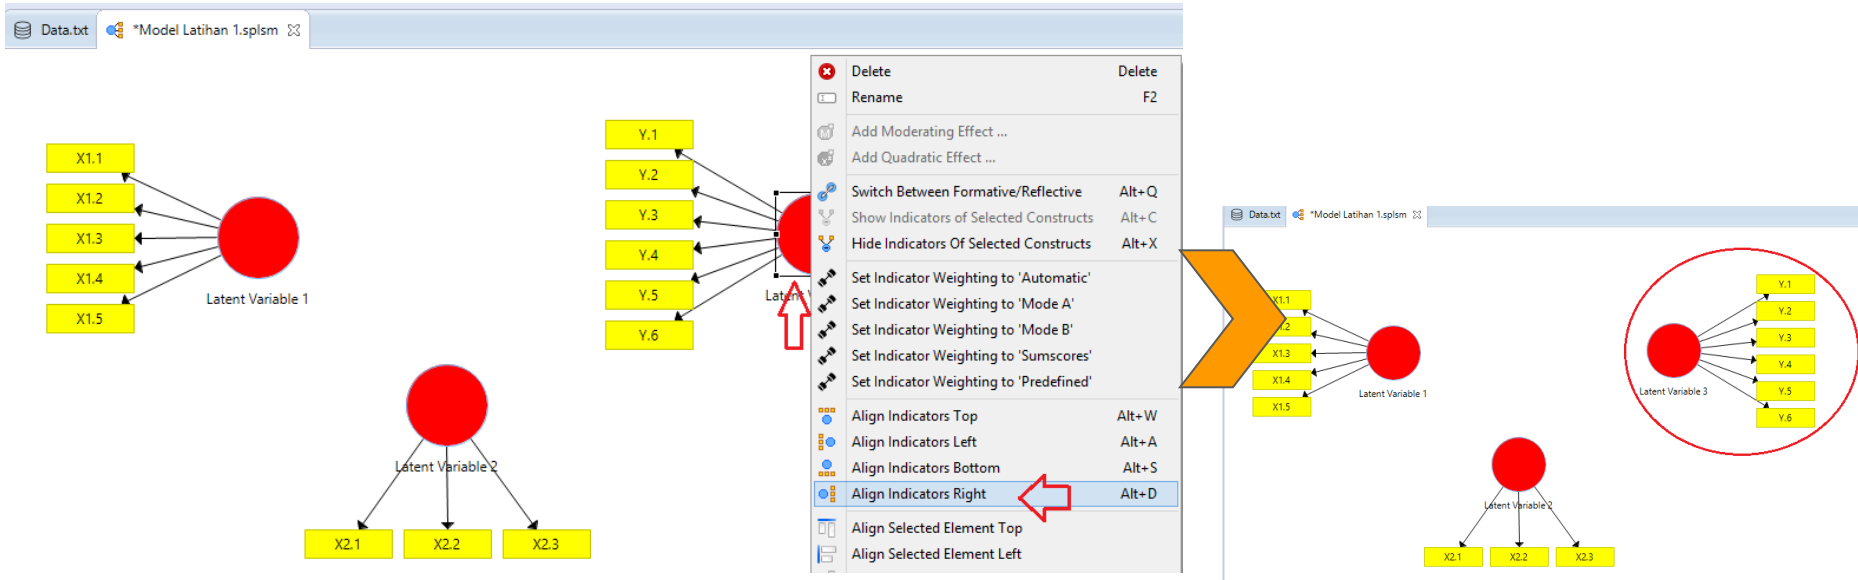 Data.txt
*Model Latihan 1.splsm
X1.1
X1.2
X1.3
X1.4
X1.5
Latent Variable 1
Latent Variable 2
X2.1
X2.2
X2.3
Y.1
Y.2
Y.3
Y.4
Y.5
Y.6
Delete Delete
Rename F2
Add Moderating Effect ...
Add Quadratic Effect ...
Switch Between Formative/Reflective Alt+Q
Show Indicators of Selected Constructs Alt+C
Hide Indicators Of Selected Constructs Alt+X
Set Indicator Weighting to 'Automatic'
Set Indicator Weighting to 'Mode A'
Set Indicator Weighting to 'Mode B'
Set Indicator Weighting to 'Sumscores'
Set Indicator Weighting to 'Predefined'
Align Indicators Top Alt+W
Align Indicators Left Alt+A
Align Indicators Bottom Alt+S
Align Indicators Right Alt+D
Align Selected Element Top
Align Selected Element Left
Data.txt
*Model Latihan 1.splsm
X1.1
X1.3
X1.4
X1.5
Latent Variable 1
Y.1
Y.2
Y.3
Y.4
Y.5
Y.6
Latent Variable 3
Latent Variable 2
X2.1
X2.2
X2.3